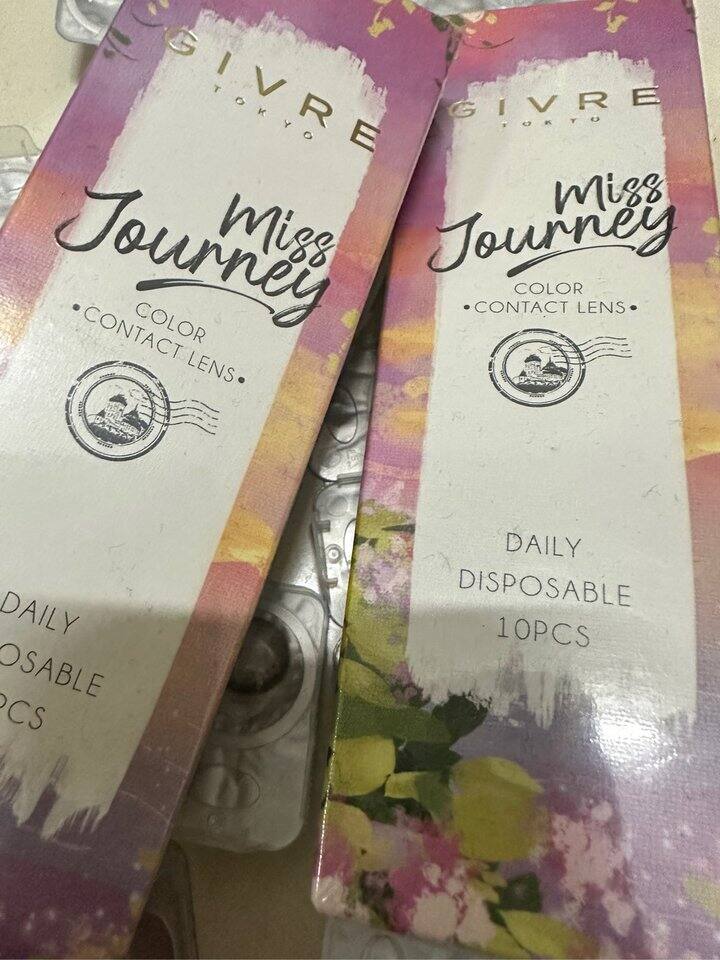 GIVRE
TOKYO
Miss
Journey
COLOR
•CONTACT LENS•
DAILY
OSABLE
PCS
GIVRE
TOKYO
Miss
Journey
COLOR
•CONTACT LENS•
DAILY
DISPOSABLE
10PCS